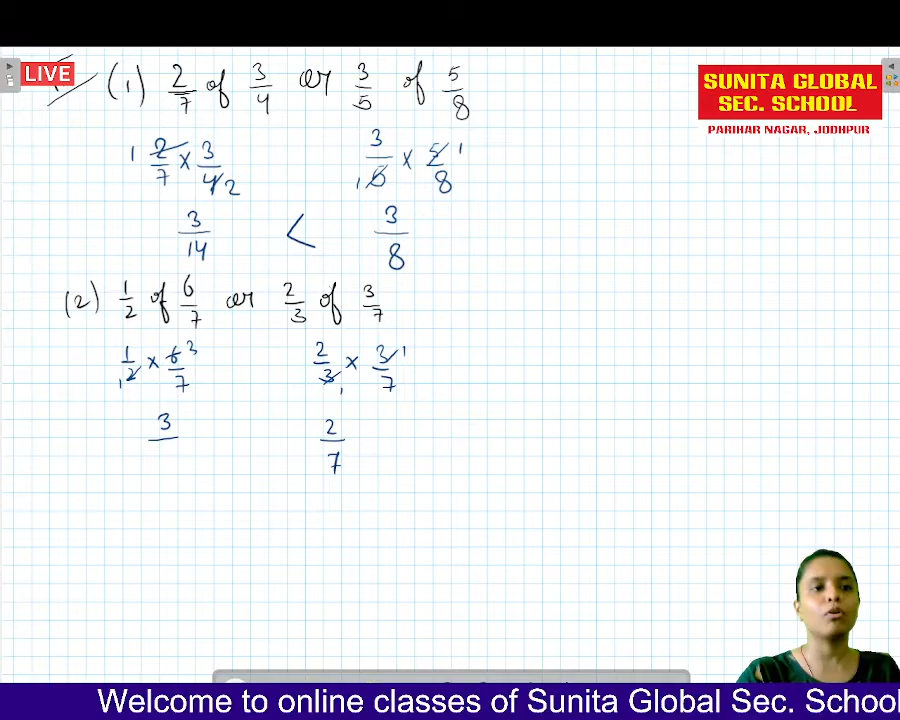 LIVE
(1) 2/7 of 3/4 or 3/5 of 5/8
SUNITA GLOBAL
SEC. SCHOOL
PARIHAR NAGAR, JODHPUR
1 2/7 × 3/4 2 3/5 1 × 5/8 1
3/14 < 3/8
(2) 1/2 of 6/7 or 2/3 of 3/7
1/2 1 × 6/7 3 2/3 1 × 3/7 1
3/ 2/7
Welcome to online classes of Sunita Global Sec. School